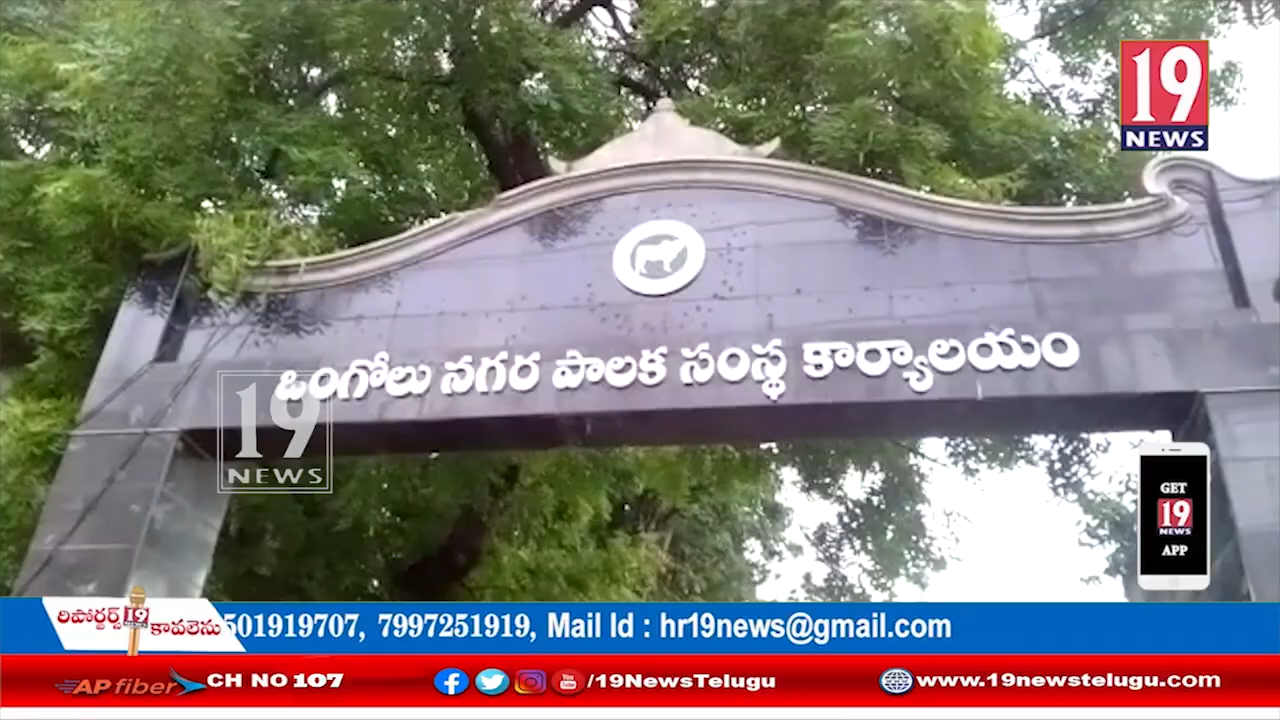 19
NEWS
ఒంగోలు నగర పాలక సంస్థ కార్యాలయం
19
NEWS
GET
19
NEWS
APP
రిపోర్టర్స్ 19 కావలెను
501919707, 7997251919, Mail Id : hr19news@gmail.com
AP fiber CH NO 107 /19NewsTelugu www.19newstelugu.com